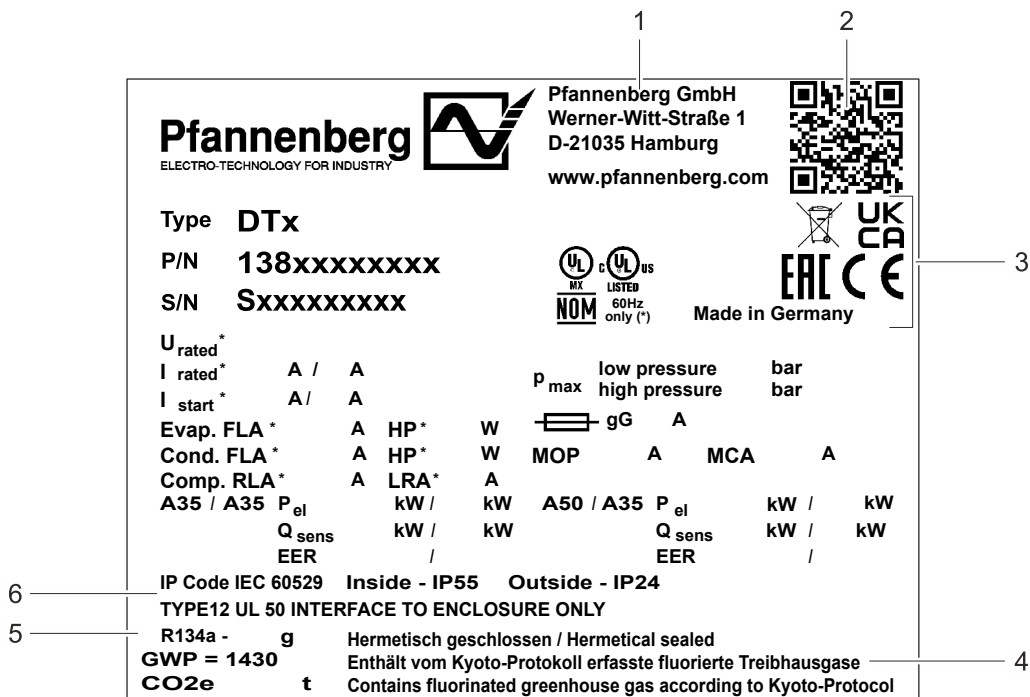 1 2
Pfannenberg
ELECTRO-TECHNOLOGY FOR INDUSTRY
Pfannenberg GmbH
Werner-Witt-Straße 1
D-21035 Hamburg
www.pfannenberg.com
Type DTx
P/N 138xxxxxxxx
S/N Sxxxxxxxxx
UL MX
C UL US LISTED
NOM 60Hz only (*)
UK CA
EAC CE
3
Made in Germany
U rated*
I rated* A / A
I start* A / A
p max low pressure bar
high pressure bar
gG A
Evap. FLA* A HP* W
Cond. FLA* A HP* W MOP A MCA A
Comp. RLA* A LRA* A
A35 / A35 P el kW / kW A50 / A35 P el kW / kW
Q sens kW / kW Q sens kW / kW
EER / EER /
6 IP Code IEC 60529 Inside - IP55 Outside - IP24
TYPE12 UL 50 INTERFACE TO ENCLOSURE ONLY
5 R134a - g Hermetisch geschlossen / Hermetical sealed
GWP = 1430 Enthält vom Kyoto-Protokoll erfasste fluorierte Treibhausgase 4
CO2e t Contains fluorinated greenhouse gas according to Kyoto-Protocol